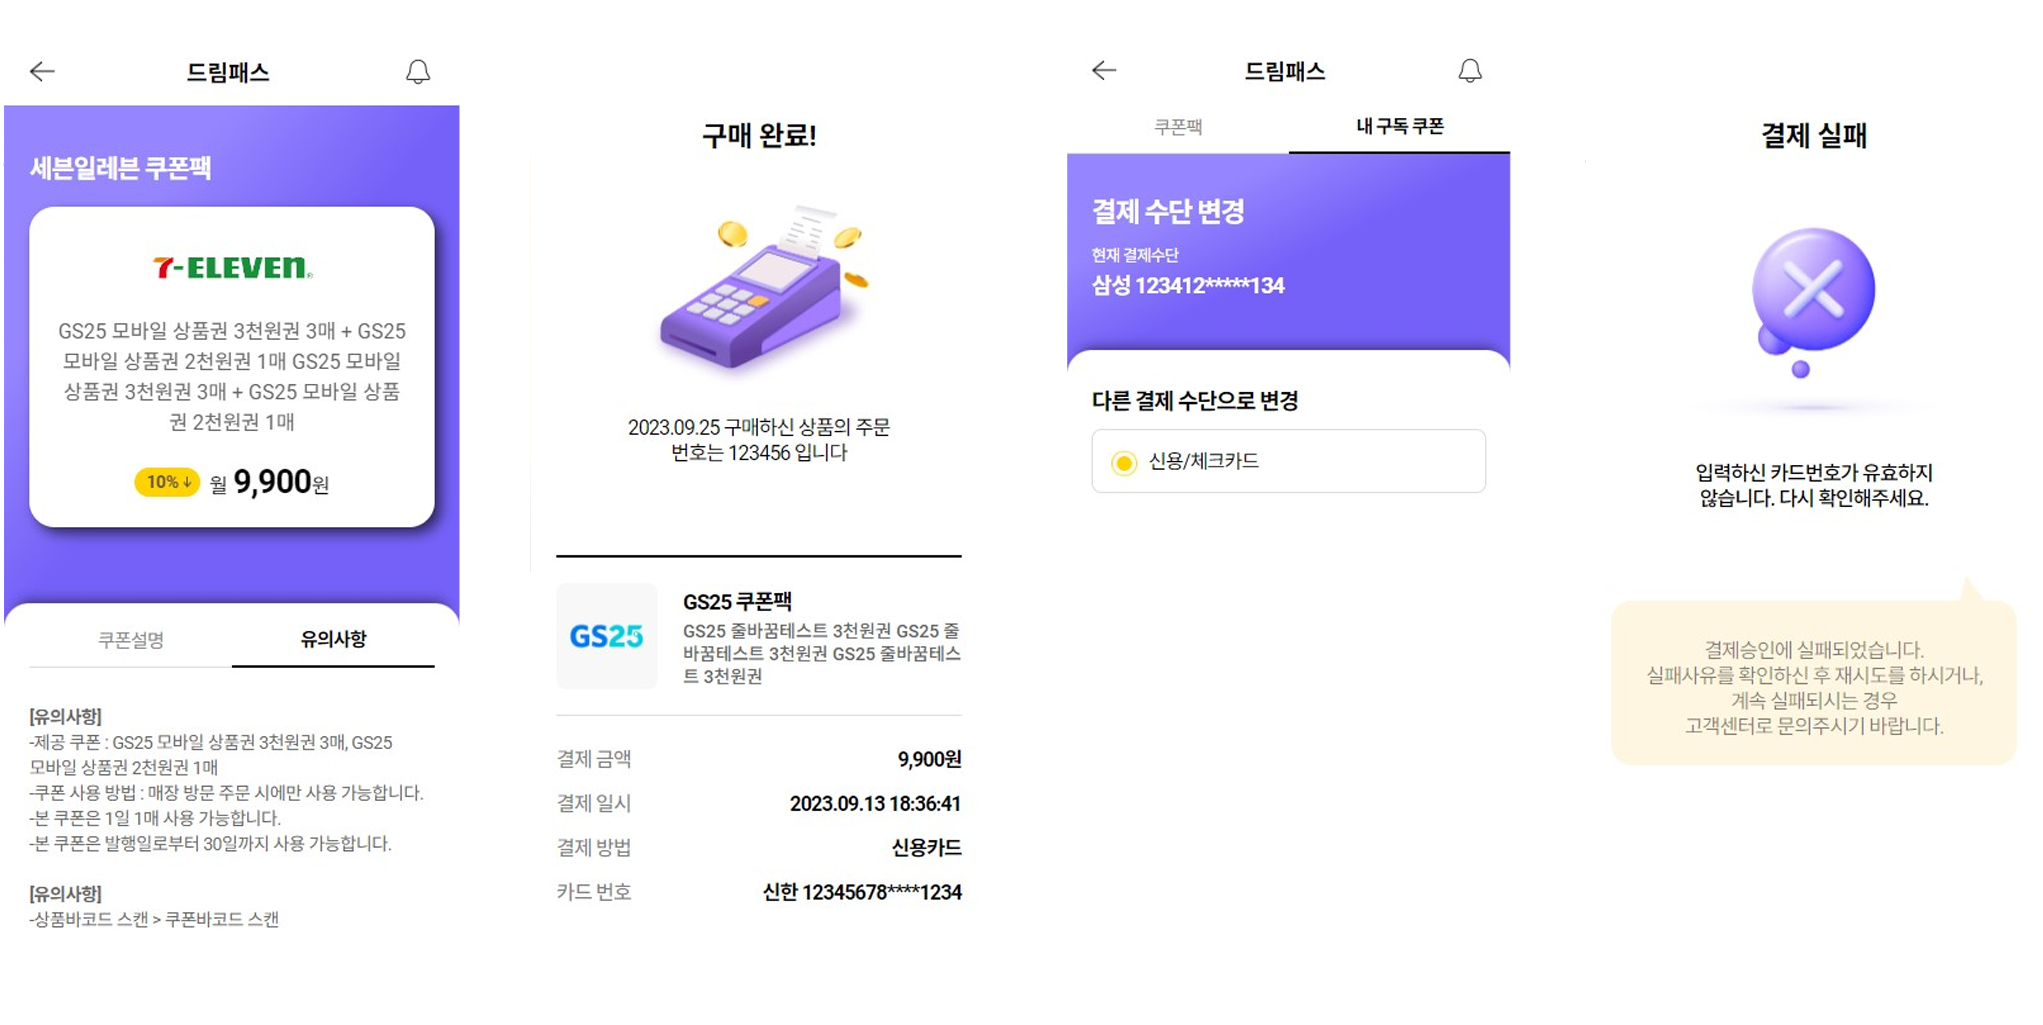 드림패스
세븐일레븐 쿠폰팩
7-ELEVEN®
GS25 모바일 상품권 3천원권 3매 + GS25
모바일 상품권 2천원권 1매 GS25 모바일
상품권 3천원권 3매 + GS25 모바일 상품
권 2천원권 1매
10%↓ 월 9,900원
쿠폰설명 유의사항
[유의사항]
-제공 쿠폰 : GS25 모바일 상품권 3천원권 3매, GS25
모바일 상품권 2천원권 1매
-쿠폰 사용 방법 : 매장 방문 주문 시에만 사용 가능합니다.
-본 쿠폰은 1일 1매 사용 가능합니다.
-본 쿠폰은 발행일로부터 30일까지 사용 가능합니다.
[유의사항]
-상품바코드 스캔 > 쿠폰바코드 스캔
구매 완료!
2023.09.25 구매하신 상품의 주문
번호는 123456 입니다
GS25
GS25 쿠폰팩
GS25 줄바꿈테스트 3천원권 GS25 줄
바꿈테스트 3천원권 GS25 줄바꿈테스
트 3천원권
결제 금액 9,900원
결제 일시 2023.09.13 18:36:41
결제 방법 신용카드
카드 번호 신한 12345678****1234
드림패스
쿠폰팩 내 구독 쿠폰
결제 수단 변경
현재 결제수단
삼성 123412*****134
다른 결제 수단으로 변경
신용/체크카드
결제 실패
입력하신 카드번호가 유효하지
않습니다. 다시 확인해주세요.
결제승인에 실패되었습니다.
실패사유를 확인하신 후 재시도를 하시거나,
계속 실패되시는 경우
고객센터로 문의주시기 바랍니다.